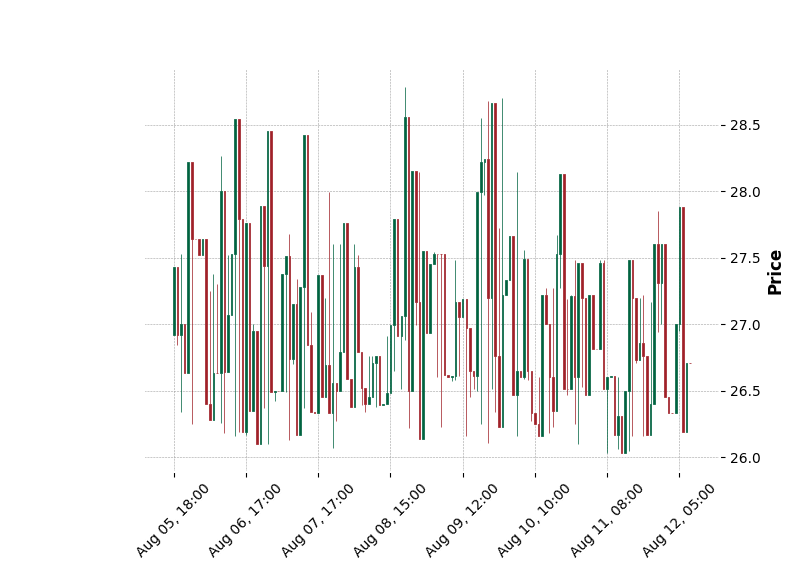 28.5
28.0
27.5
27.0
26.5
26.0
Price
Aug 05, 18:00
Aug 06, 17:00
Aug 07, 17:00
Aug 08, 15:00
Aug 09, 12:00
Aug 10, 10:00
Aug 11, 08:00
Aug 12, 05:00